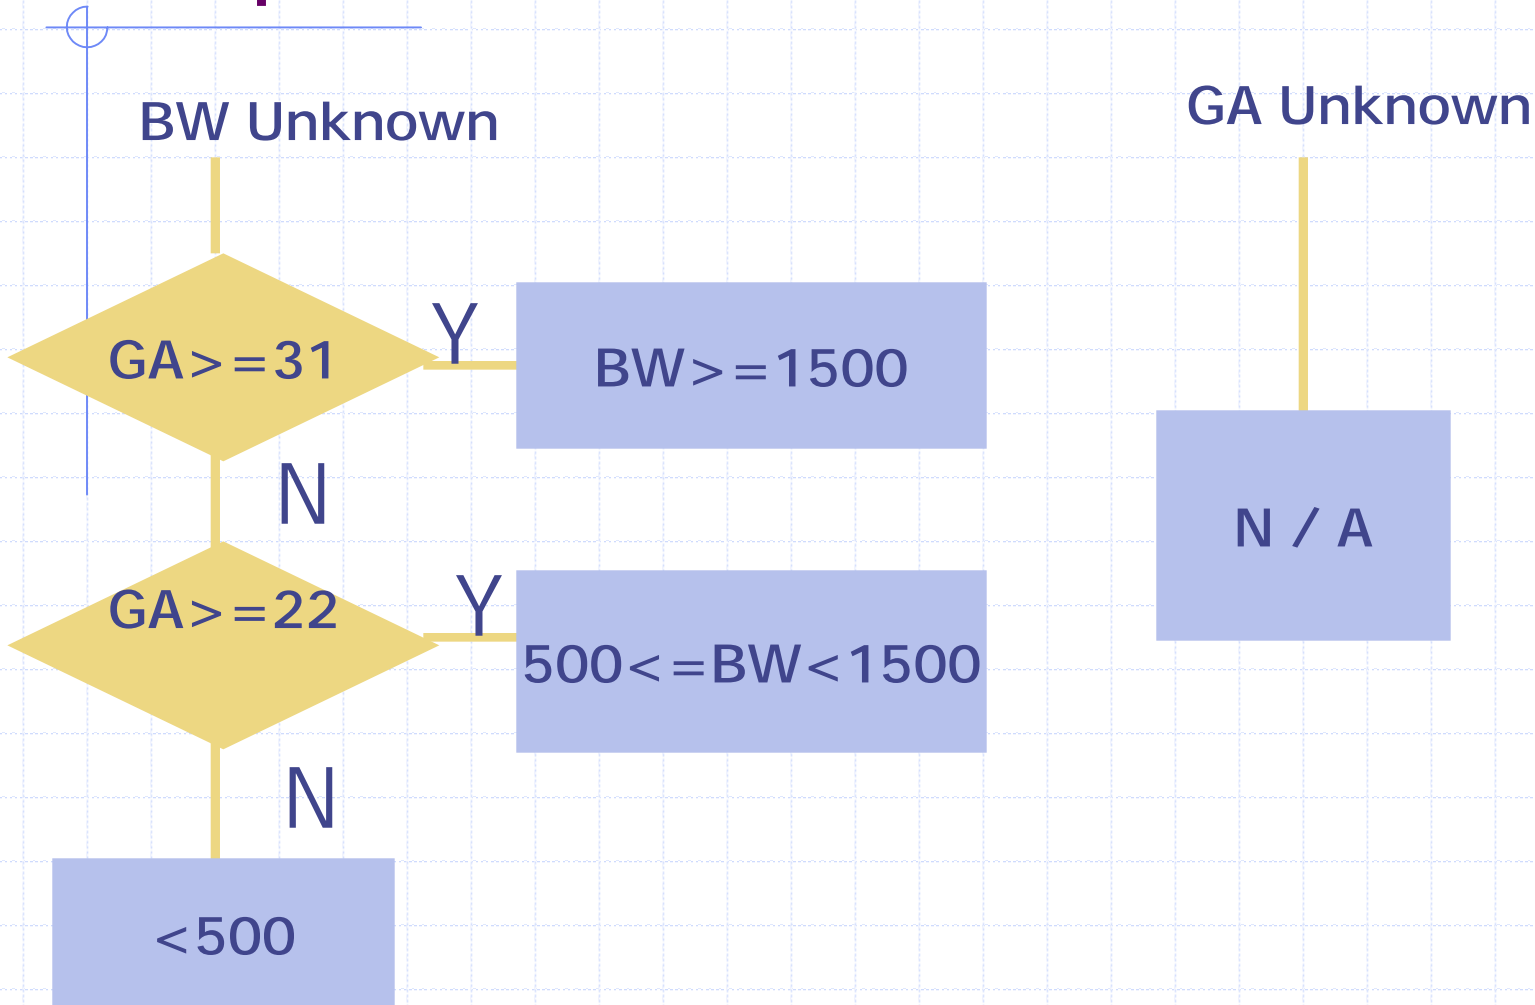 BW Unknown
GA Unknown
GA>=31
Y
BW>=1500
N
N / A
GA>=22
Y
500<=BW<1500
N
<500